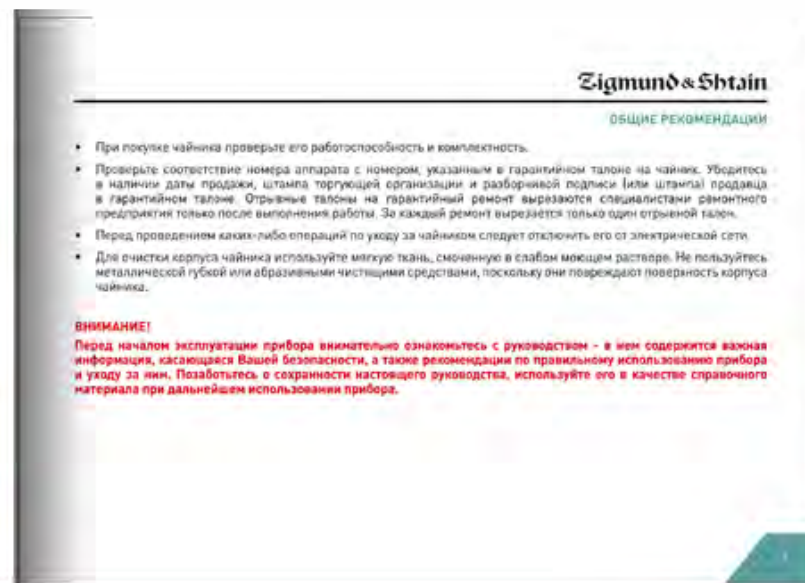 Zigmund & Shtain
ОБЩИЕ РЕКОМЕНДАЦИИ
• При покупке чайника проверьте его работоспособность и комплектность.
• Проверьте соответствие номера аппарата с номером, указанным в гарантийном талоне на чайник. Убедитесь
в наличии даты продажи, штампа торгующей организации и разборчивой подписи (или штампа) продавца
в гарантийном талоне. Отрывные талоны на гарантийный ремонт вырезаются специалистами ремонтного
предприятия только после выполнения работы. За каждый ремонт вырезается только один отрывной талон.
• Перед проведением каких-либо операций по уходу за чайником следует отключить его от электрической сети.
• Для очистки корпуса чайника используйте мягкую ткань, смоченную в слабом моющем растворе. Не пользуйтесь
металлической губкой или абразивными чистящими средствами, поскольку они повреждают поверхность корпуса
чайника.
ВНИМАНИЕ!
Перед началом эксплуатации прибора внимательно ознакомьтесь с руководством - в нем содержится важная
информация, касающаяся Вашей безопасности, а также рекомендации по правильному использованию прибора
и уходу за ним. Позаботьтесь о сохранности настоящего руководства, используйте его в качестве справочного
материала при дальнейшем использовании прибора.